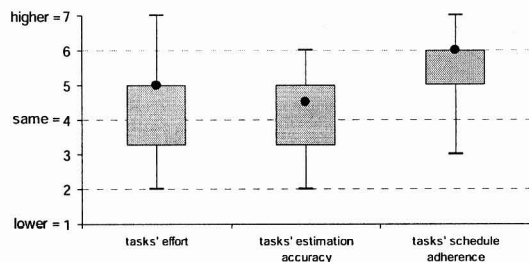 higher = 7
6
5
same = 4
3
2
lower = 1
tasks' effort
tasks' estimation
accuracy
tasks' schedule
adherence